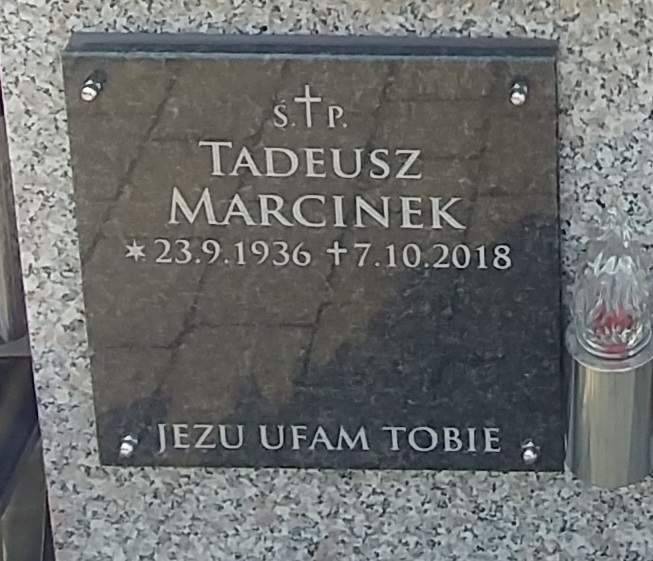 Ś.✝P.
TADEUSZ
MARCINEK
✶23.9.1936 ✝7.10.2018
JEZU UFAM TOBIE